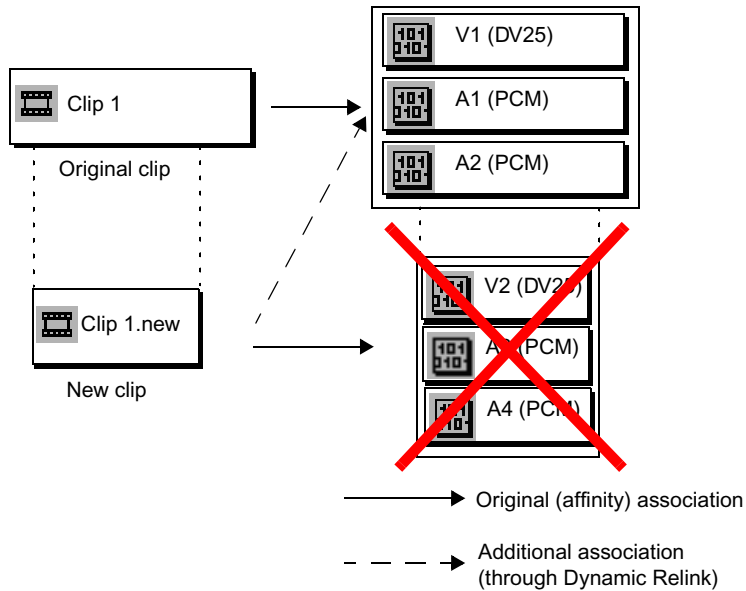 V1 (DV25)
Clip 1
A1 (PCM)
Original clip
A2 (PCM)
V2 (DV25)
Clip 1.new
(PCM)
New clip
A4 (PCM)
Original (affinity) association
Additional association
(through Dynamic Relink)